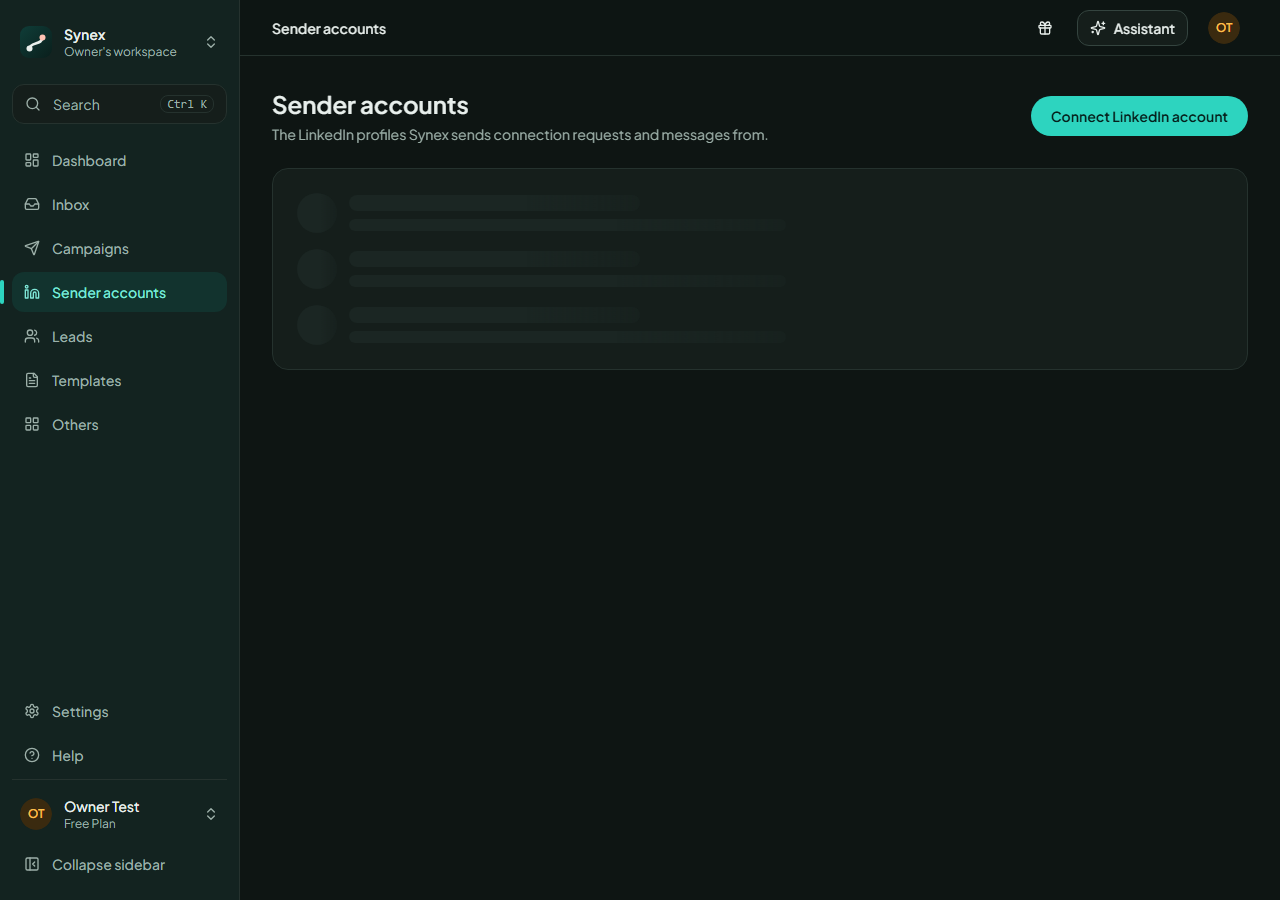 Synex
Owner's workspace
Search
Ctrl K
Dashboard
Inbox
Campaigns
Sender accounts
Leads
Templates
Others
Settings
Help
OT
Owner Test
Free Plan
Collapse sidebar
Sender accounts
Assistant
OT
Sender accounts
The LinkedIn profiles Synex sends connection requests and messages from.
Connect LinkedIn account